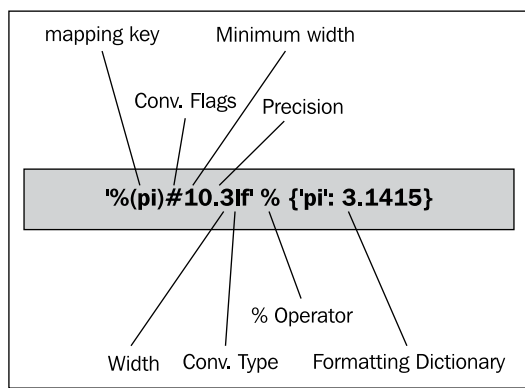 mapping key
Minimum width
Conv. Flags
Precision
'%(pi)#10.3lf' % {'pi': 3.1415}
% Operator
Width
Conv. Type
Formatting Dictionary